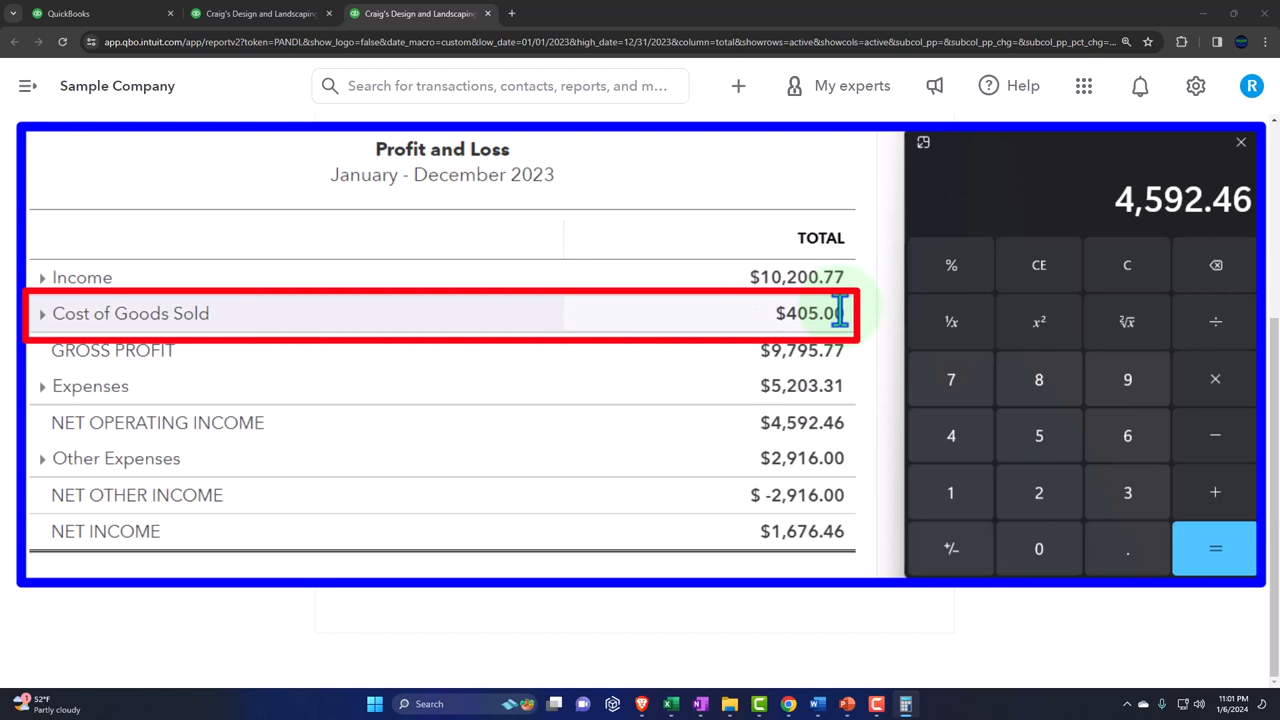 QuickBooks
Craig's Design and Landscaping
Craig's Design and Landscaping
app.qbo.intuit.com/app/reportv2?token=PANDL&show_logo=false&date_macro=custom&low_date=01/01/2023&high_date=12/31/2023&column=total&showrows=active&showcols=active&subcol_pp=&subcol_pp_chg=&subcol_pp_pct_chg=...
Sample Company
Search for transactions, contacts, reports, and m...
My experts
Help
R
Profit and Loss
January - December 2023
TOTAL
Income $10,200.77
Cost of Goods Sold $405.00
GROSS PROFIT $9,795.77
Expenses $5,203.31
NET OPERATING INCOME $4,592.46
Other Expenses $2,916.00
NET OTHER INCOME $ -2,916.00
NET INCOME $1,676.46
4,592.46
% CE C
¹/x x² ²√x ÷
7 8 9 ×
4 5 6 −
1 2 3 +
+/− 0 . =
1
52°F
Partly cloudy
Search
11:01 PM
1/6/2024